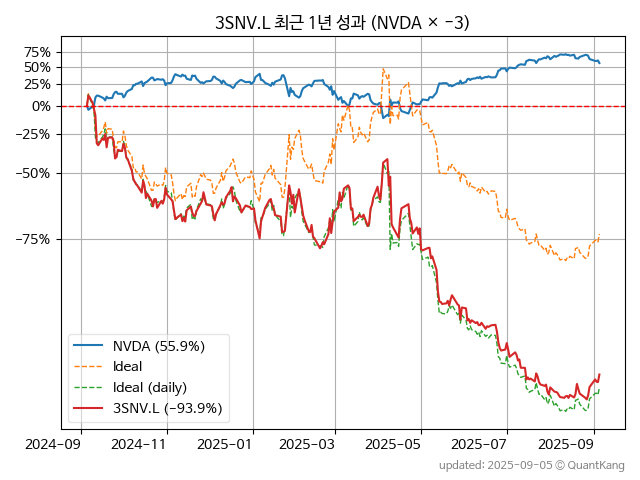 3SNV.L 최근 1년 성과 (NVDA × −3)
75%
50%
25%
0%
−25%
−50%
−75%
NVDA (55.9%)
Ideal
Ideal (daily)
3SNV.L (−93.9%)
2024-09 2024-11 2025-01 2025-03 2025-05 2025-07 2025-09
updated: 2025-09-05 © QuantKang